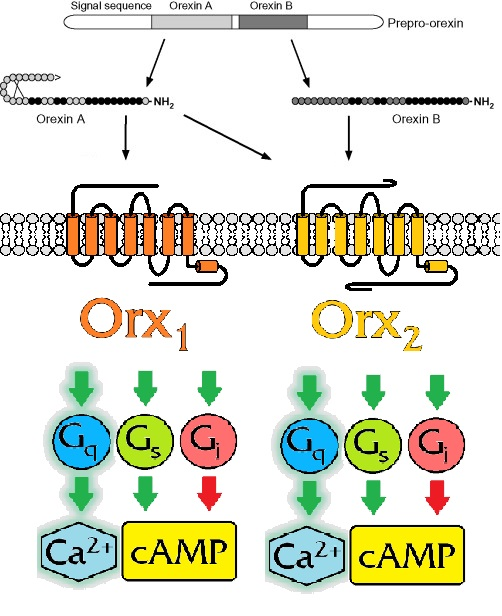 Signal sequence Orexin A Orexin B
Prepro-orexin
NH2 NH2
Orexin A Orexin B
Orx1 Orx2
Gq Gs Gi Gq Gs Gi
Ca2+ cAMP Ca2+ cAMP